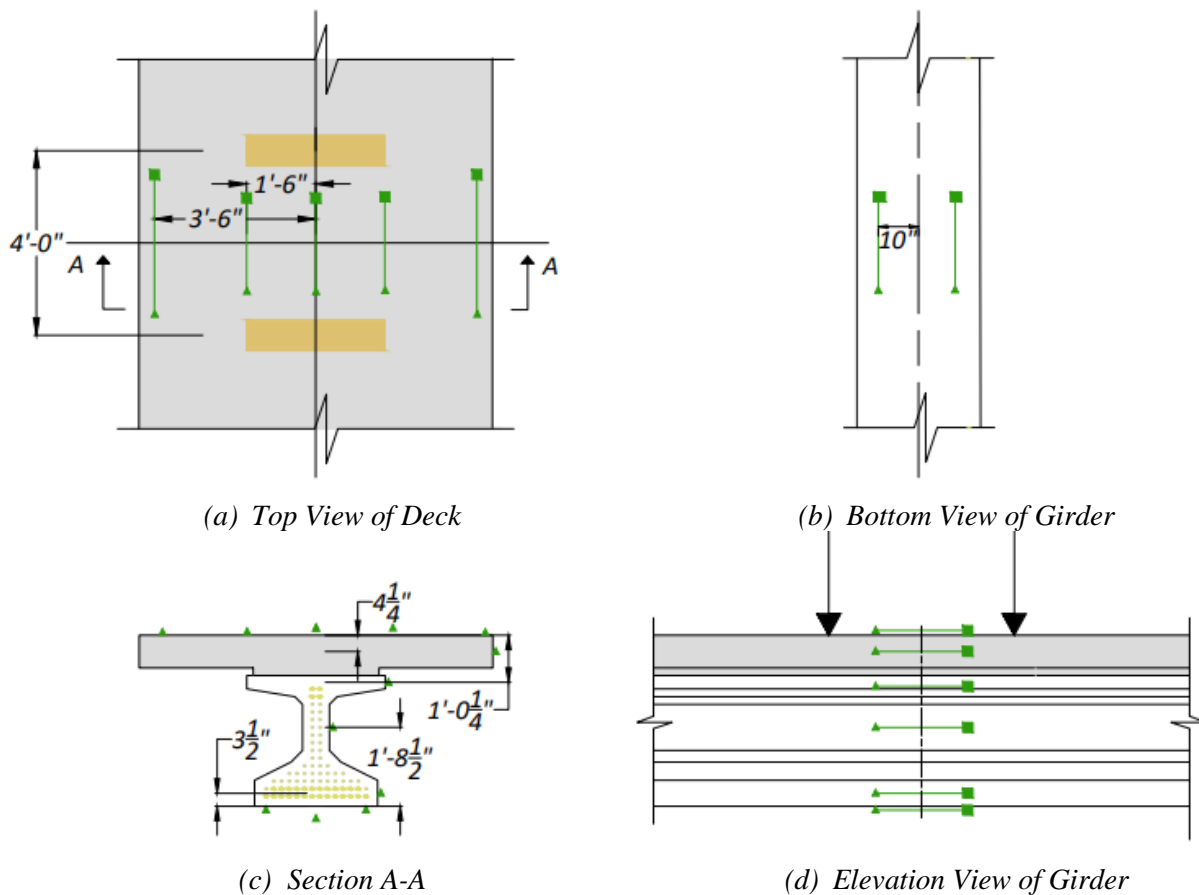 1'-6"
3'-6"
4'-0"
A
A
(a) Top View of Deck
10"
(b) Bottom View of Girder
4 1/4"
1'-0 1/4"
3 1/2"
1'-8 1/2"
(c) Section A-A
(d) Elevation View of Girder